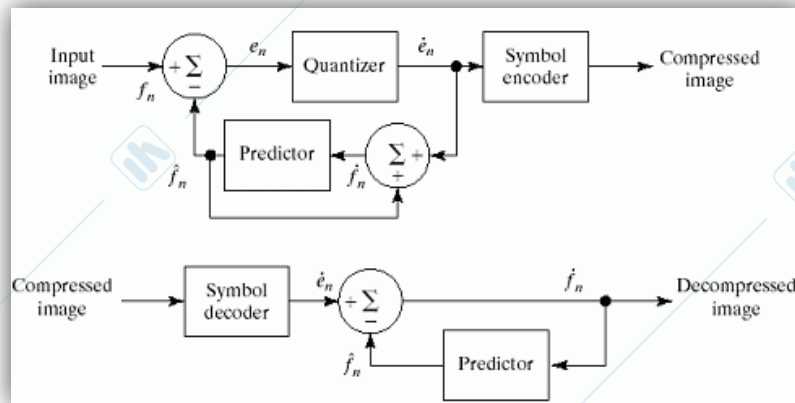 Input
image
f_n
+ Σ
−
e_n
Quantizer
ė_n
Symbol
encoder
Compressed
image
f̂_n
Predictor
ḟ_n
Σ +
+
Compressed
image
Symbol
decoder
ė_n
+ Σ
−
ḟ_n
Decompressed
image
f̂_n
Predictor